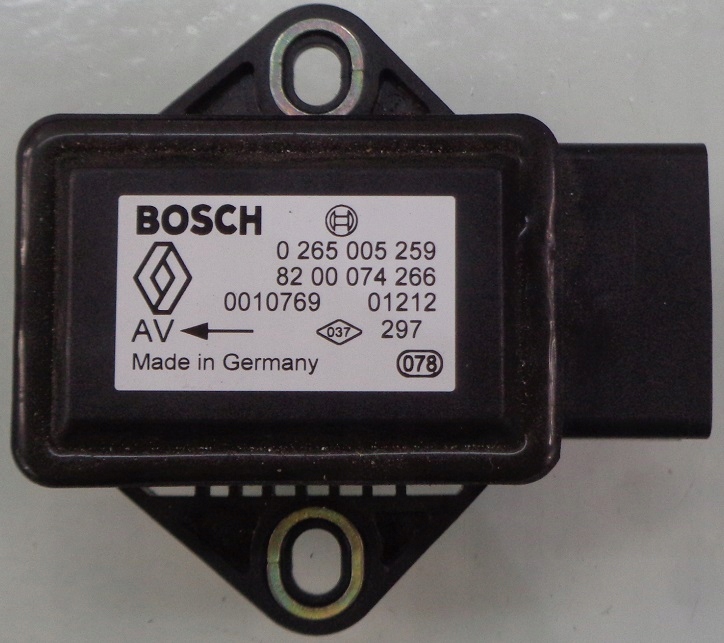 BOSCH
0 265 005 259
82 00 074 266
0010769 01212
AV 037 297
Made in Germany 078